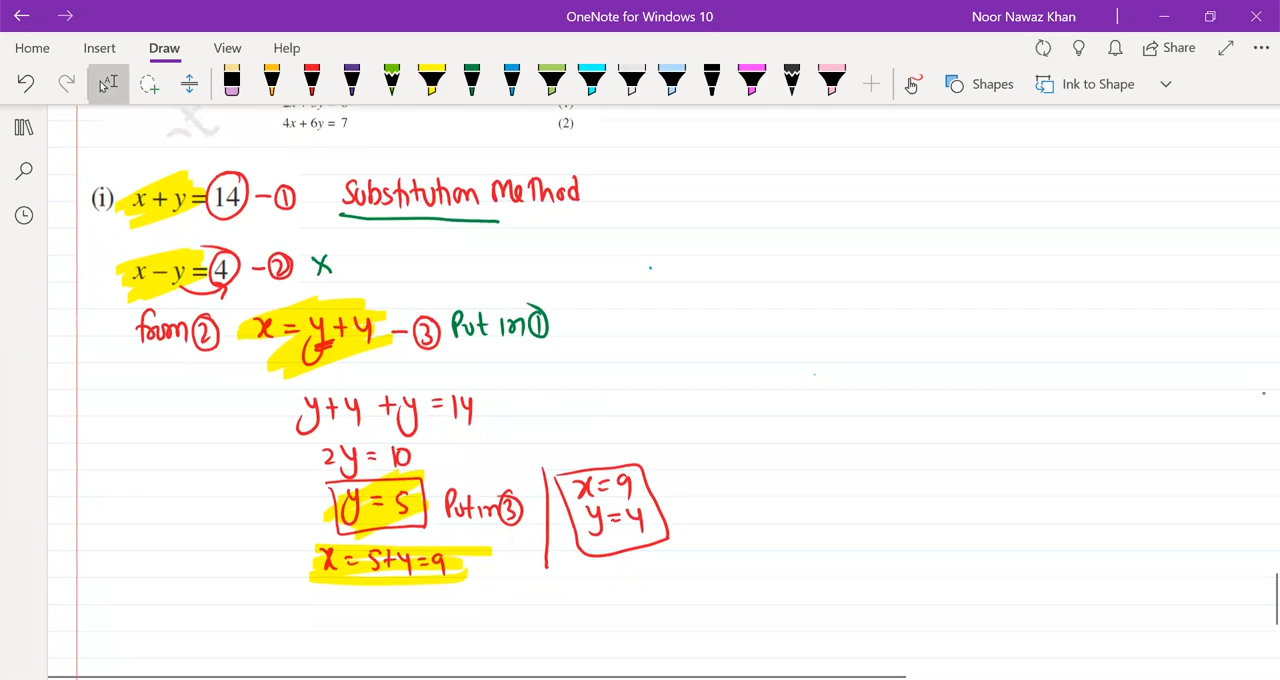 OneNote for Windows 10
Noor Nawaz Khan
Home Insert Draw View Help
Share
Shapes
Ink to Shape
4x + 6y = 7 (2)
(i) x + y = 14 - ① Substitution Method
x − y = 4 - ② x
from ② x = y + 4 - ③ Put in ①
y + 4 + y = 14
2y = 10
y = 5 Put in ③
x = 5 + 4 = 9
x = 9
y = 4